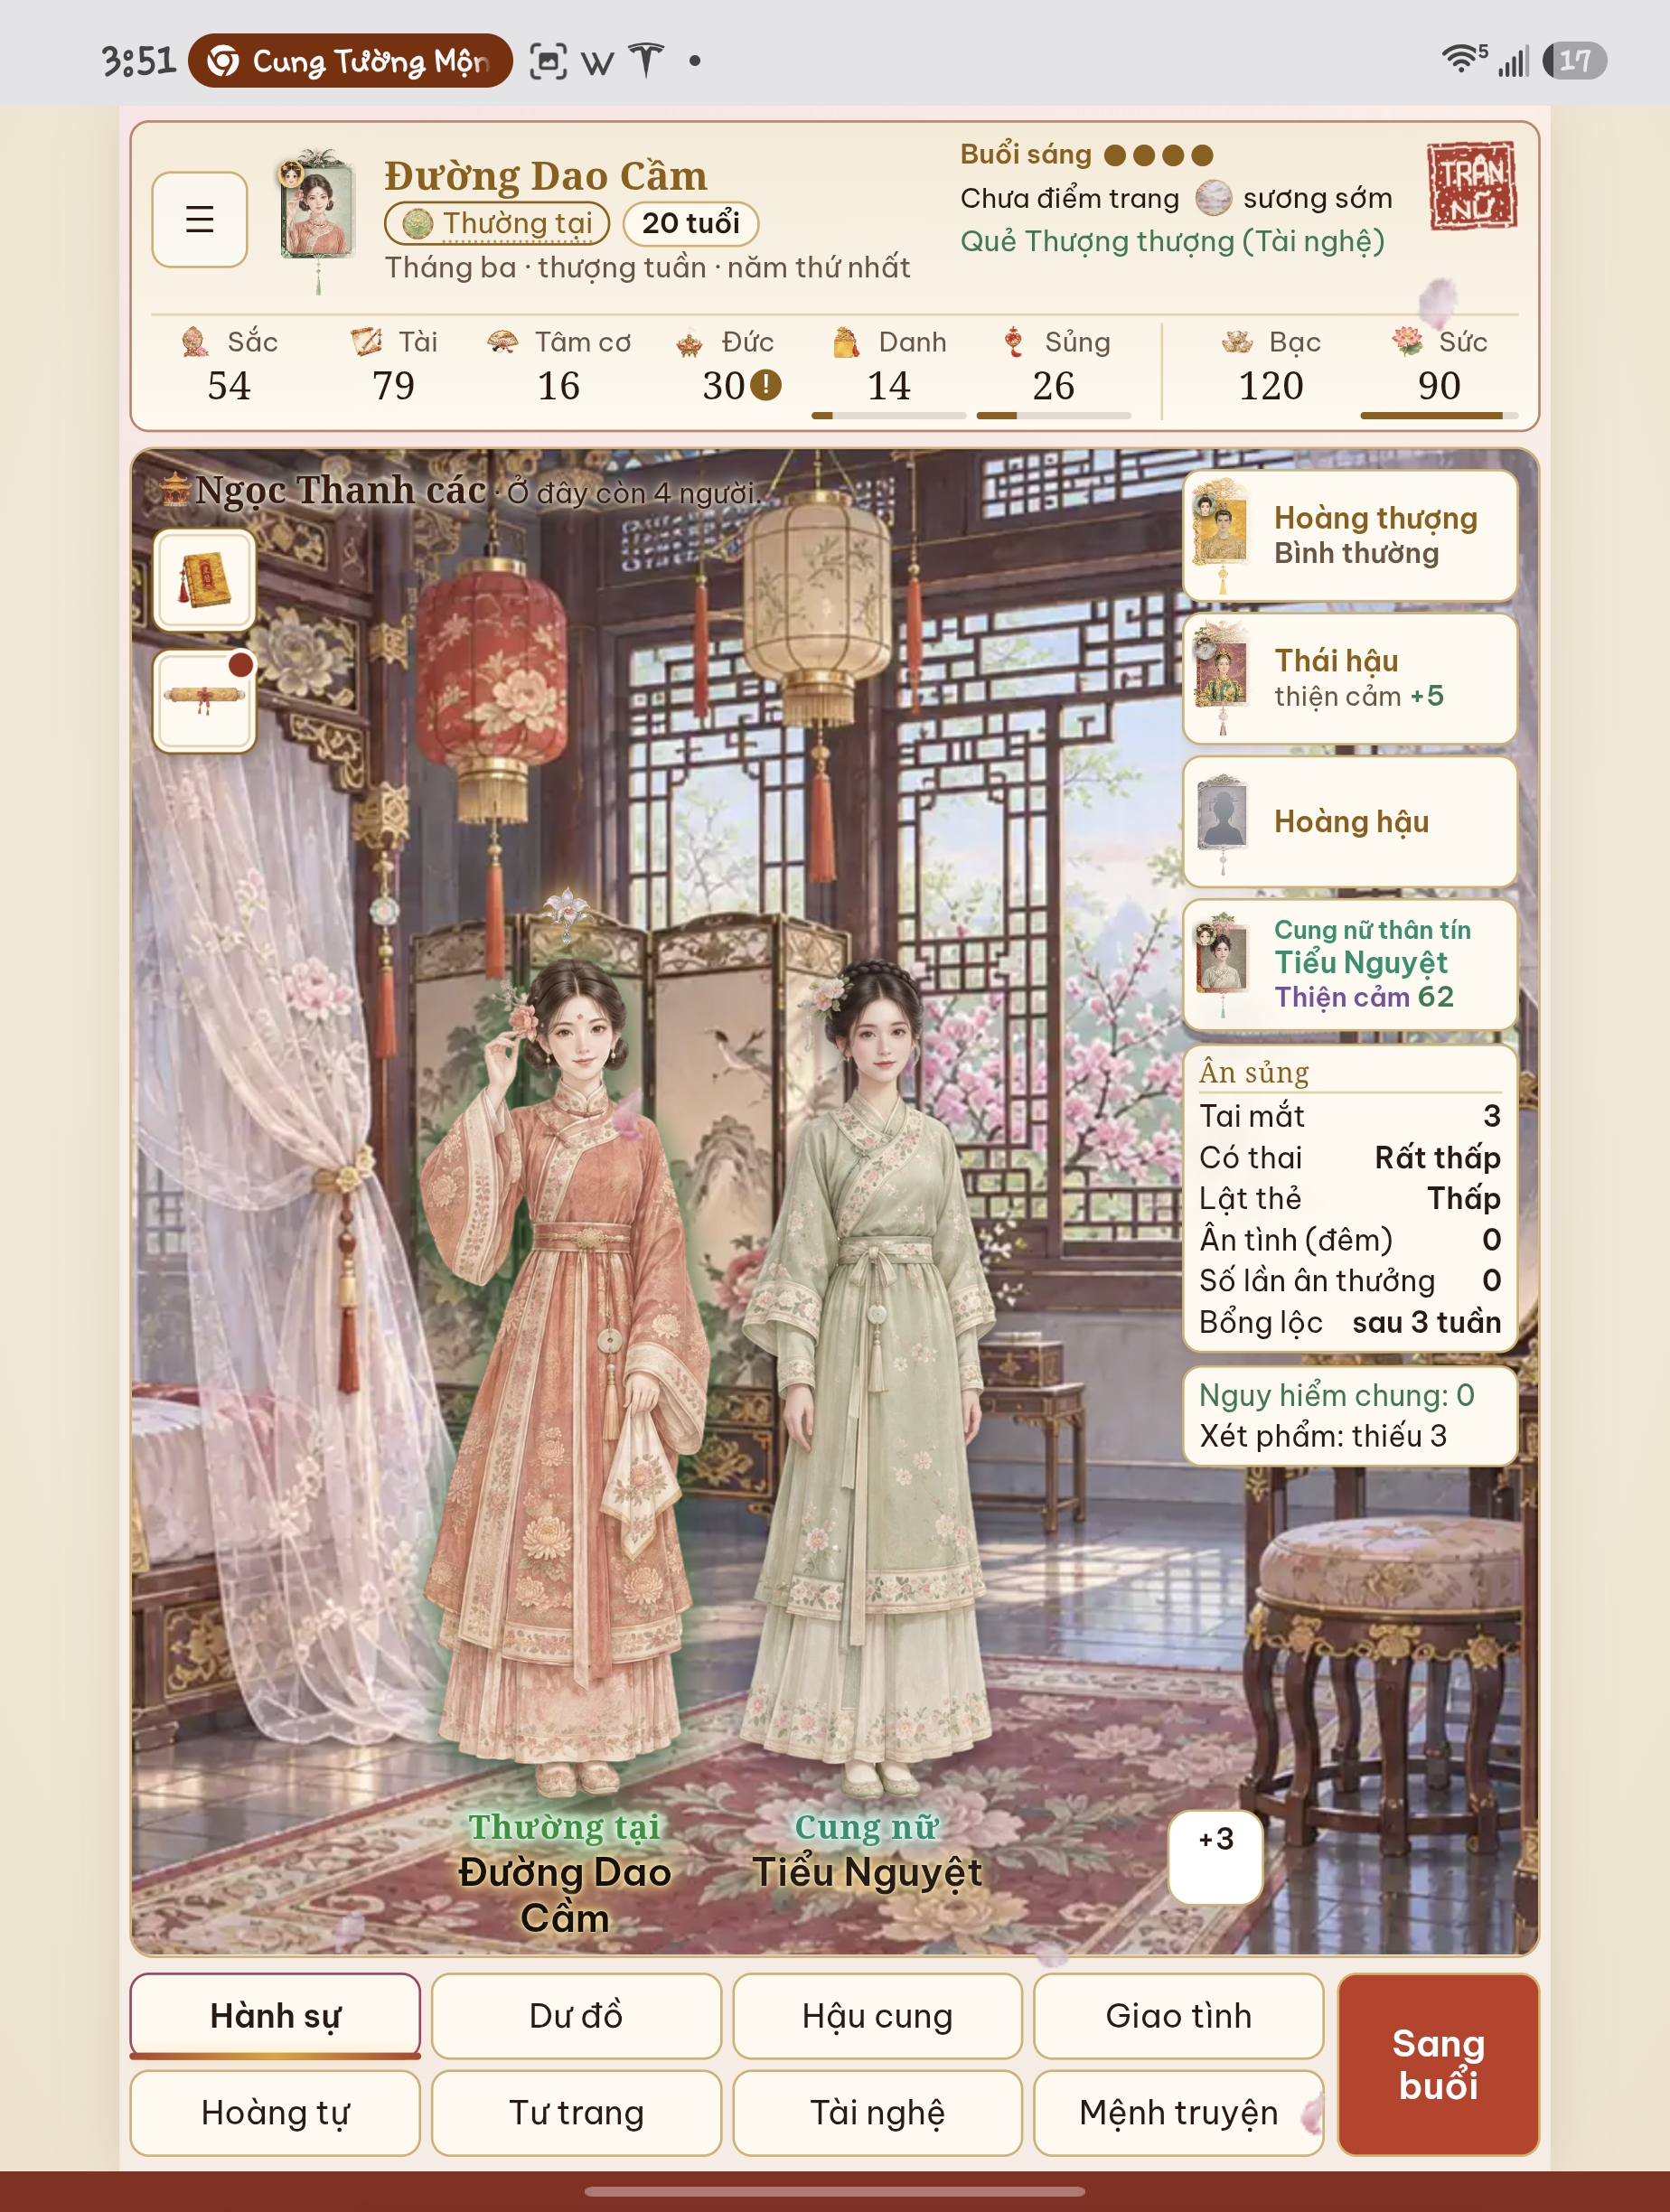 3:51 Cung Tường Mộn W 5 17
Đường Dao Cầm
Thường tại 20 tuổi
Tháng ba · thượng tuần · năm thứ nhất
Buổi sáng
Chưa điểm trang sương sớm
Quẻ Thượng thượng (Tài nghệ)
TRÂN
NỮ
Sắc Tài Tâm cơ Đức Danh Sủng Bạc Sức
54 79 16 30 ! 14 26 120 90
Ngọc Thanh các · Ở đây còn 4 người.
Hoàng thượng
Bình thường
Thái hậu
thiện cảm +5
Hoàng hậu
Cung nữ thân tín
Tiểu Nguyệt
Thiện cảm 62
Ân sủng
Tai mắt 3
Có thai Rất thấp
Lật thẻ Thấp
Ân tình (đêm) 0
Số lần ân thưởng 0
Bổng lộc sau 3 tuần
Nguy hiểm chung: 0
Xét phẩm: thiếu 3
Thường tại
Đường Dao
Cầm
Cung nữ
Tiểu Nguyệt
+3
Hành sự Dư đồ Hậu cung Giao tình
Hoàng tự Tư trang Tài nghệ Mệnh truyện
Sang
buổi